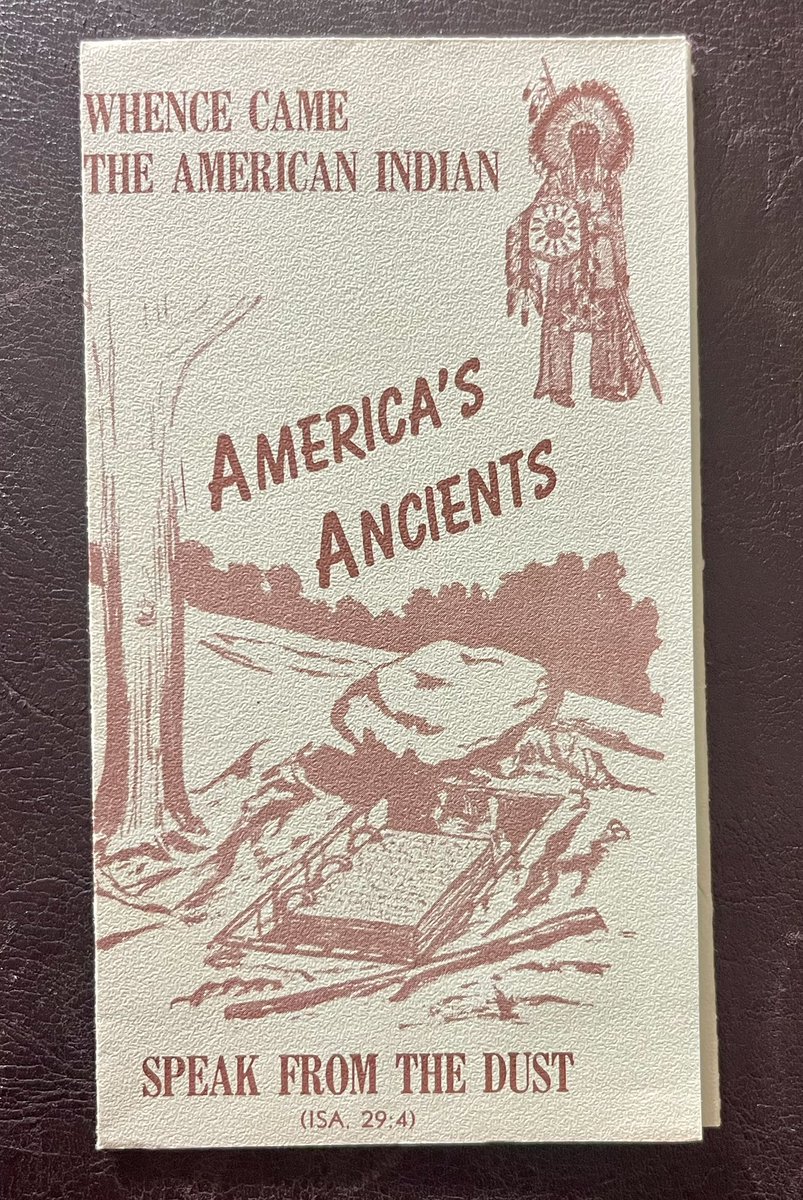 WHENCE CAME
THE AMERICAN INDIAN
AMERICA'S
ANCIENTS
SPEAK FROM THE DUST
(ISA. 29:4)